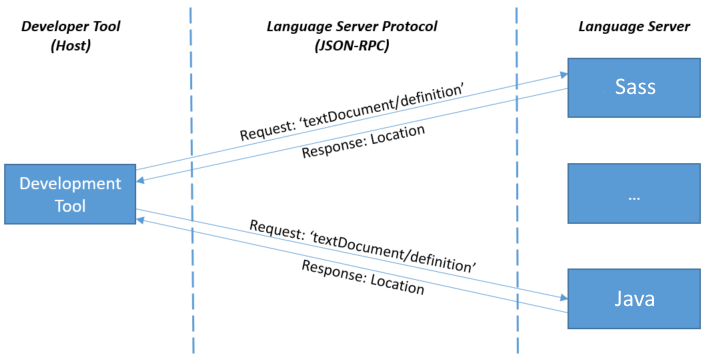 Developer Tool
(Host)
Language Server Protocol
(JSON-RPC)
Language Server
Sass
Request: ‘textDocument/definition’
Response: Location
Development
Tool
...
Request: ‘textDocument/definition’
Response: Location
Java